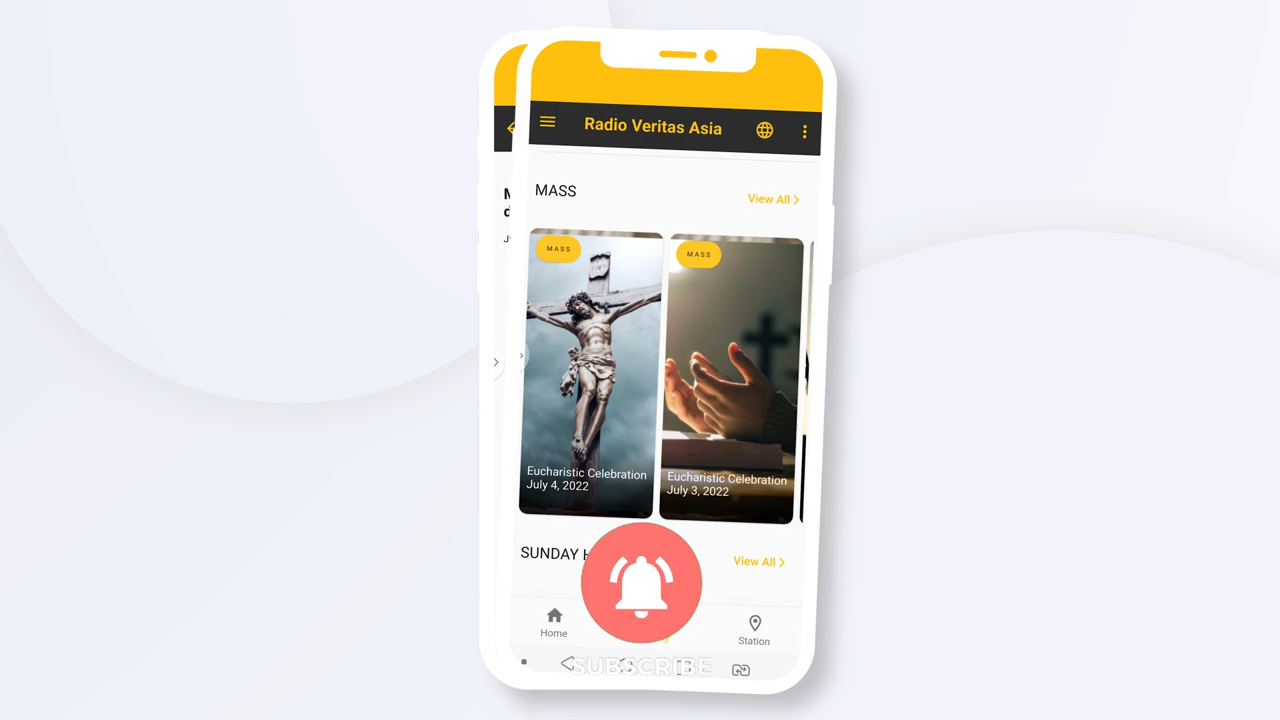 Radio Veritas Asia
MASS
View All
MASS
MASS
Eucharistic Celebration
July 4, 2022
Eucharistic Celebration
July 3, 2022
SUNDAY
View All
Home
Station
SUBSCRIBE